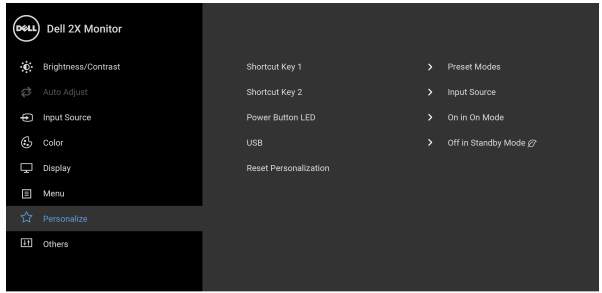 DELL
Dell 2X Monitor
Brightness/Contrast
Auto Adjust
Input Source
Color
Display
Menu
Personalize
Others
Shortcut Key 1 > Preset Modes
Shortcut Key 2 > Input Source
Power Button LED > On in On Mode
USB > Off in Standby Mode
Reset Personalization